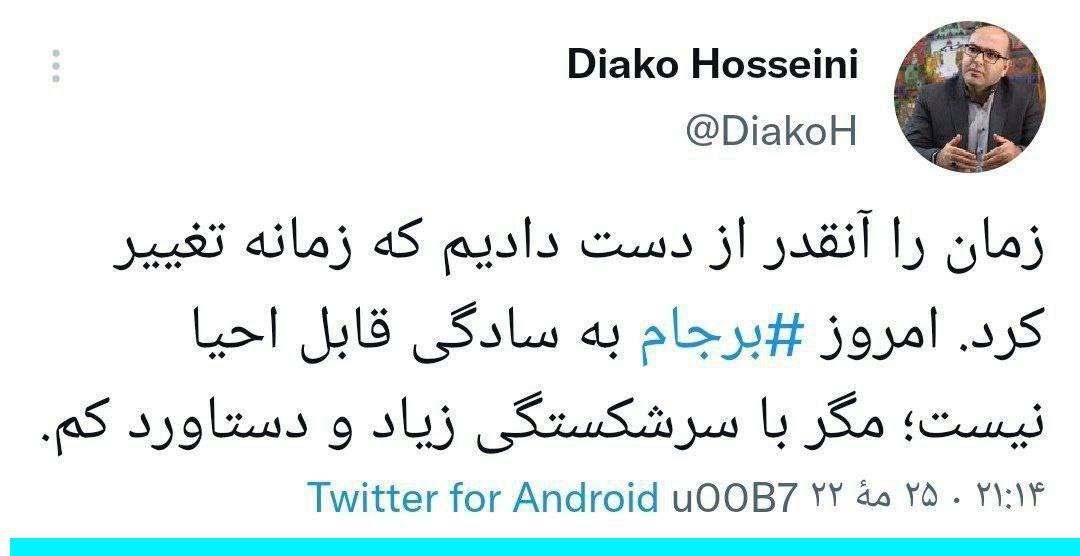 Diako Hosseini
@DiakoH
زمان را آنقدر از دست دادیم که زمانه تغییر
کرد. امروز #برجام به سادگی قابل احیا
نیست؛ مگر با سرشکستگی زیاد و دستاورد کم.
۲۱:۱۴ · ۲۵ مهٔ ۲۲ u00B7 Twitter for Android